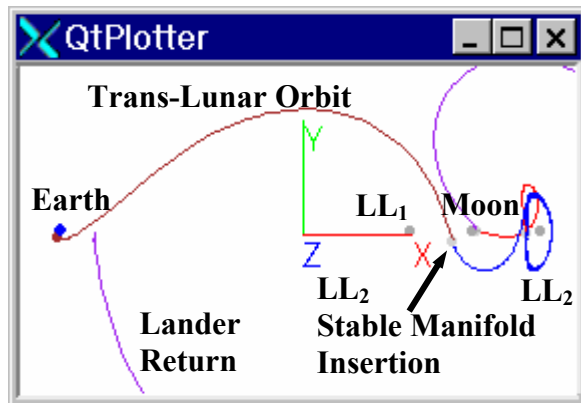 QtPlotter
Trans-Lunar Orbit
Y
Earth
LL1
Moon
Z
X
LL2
Stable Manifold
Insertion
LL2
Lander
Return